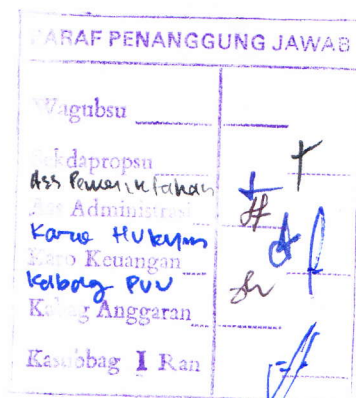 PARAF PENANGGUNG JAWAB
Wagubsu
Sekdapropsu
Ass Pemerintahan
Ass Administrasi
Karo Hukum
Karo Keuangan
Kabag PUU
Kabag Anggaran
Kasubbag I Ran